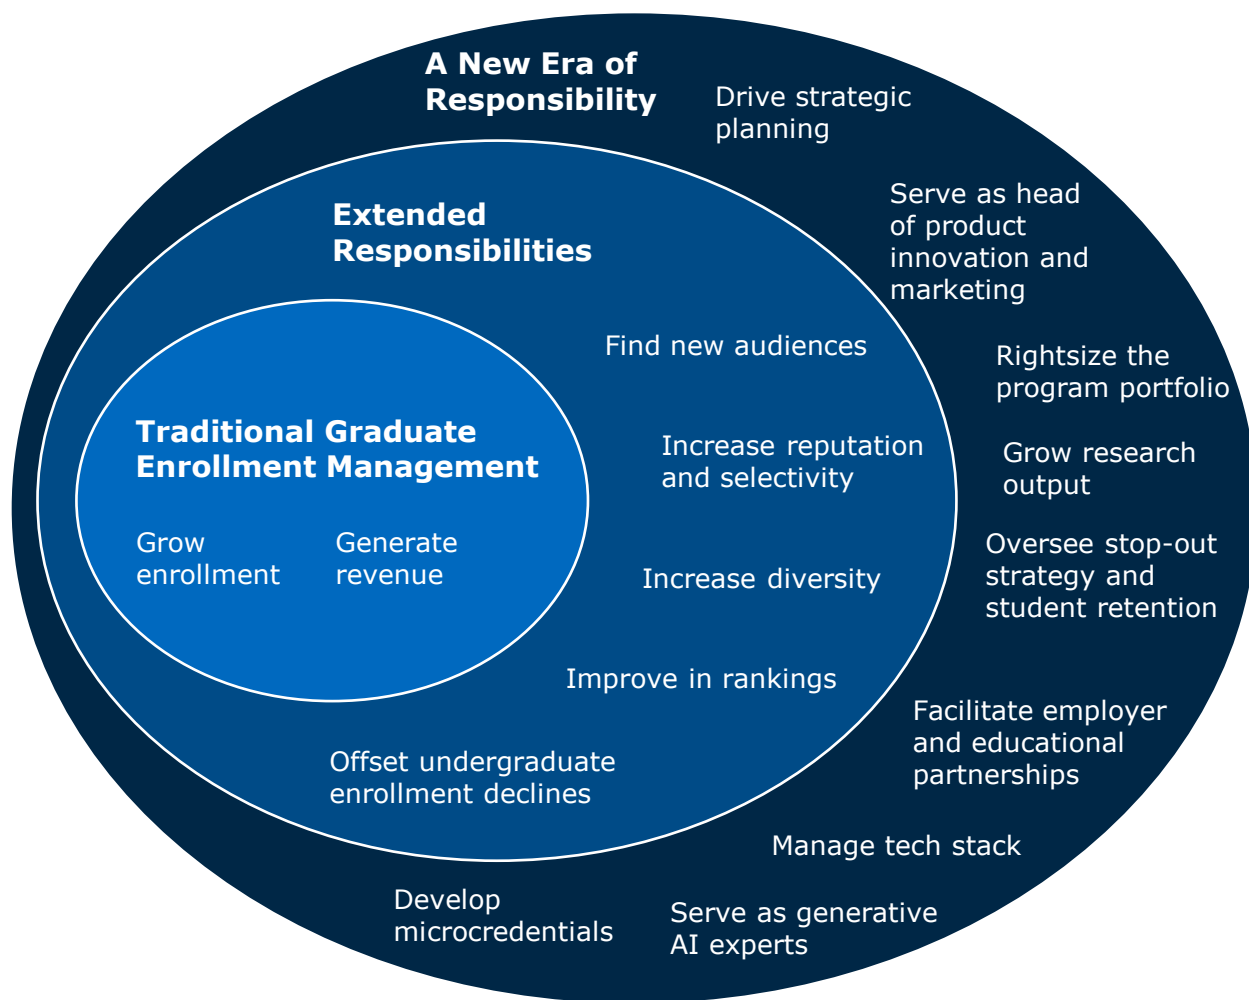 A New Era of
Responsibility
Drive strategic
planning
Serve as head
of product
innovation and
marketing
Rightsize the
program portfolio
Grow research
output
Oversee stop-out
strategy and
student retention
Facilitate employer
and educational
partnerships
Manage tech stack
Serve as generative
AI experts
Develop
microcredentials
Extended
Responsibilities
Find new audiences
Increase reputation
and selectivity
Increase diversity
Improve in rankings
Offset undergraduate
enrollment declines
Traditional Graduate
Enrollment Management
Grow
enrollment
Generate
revenue